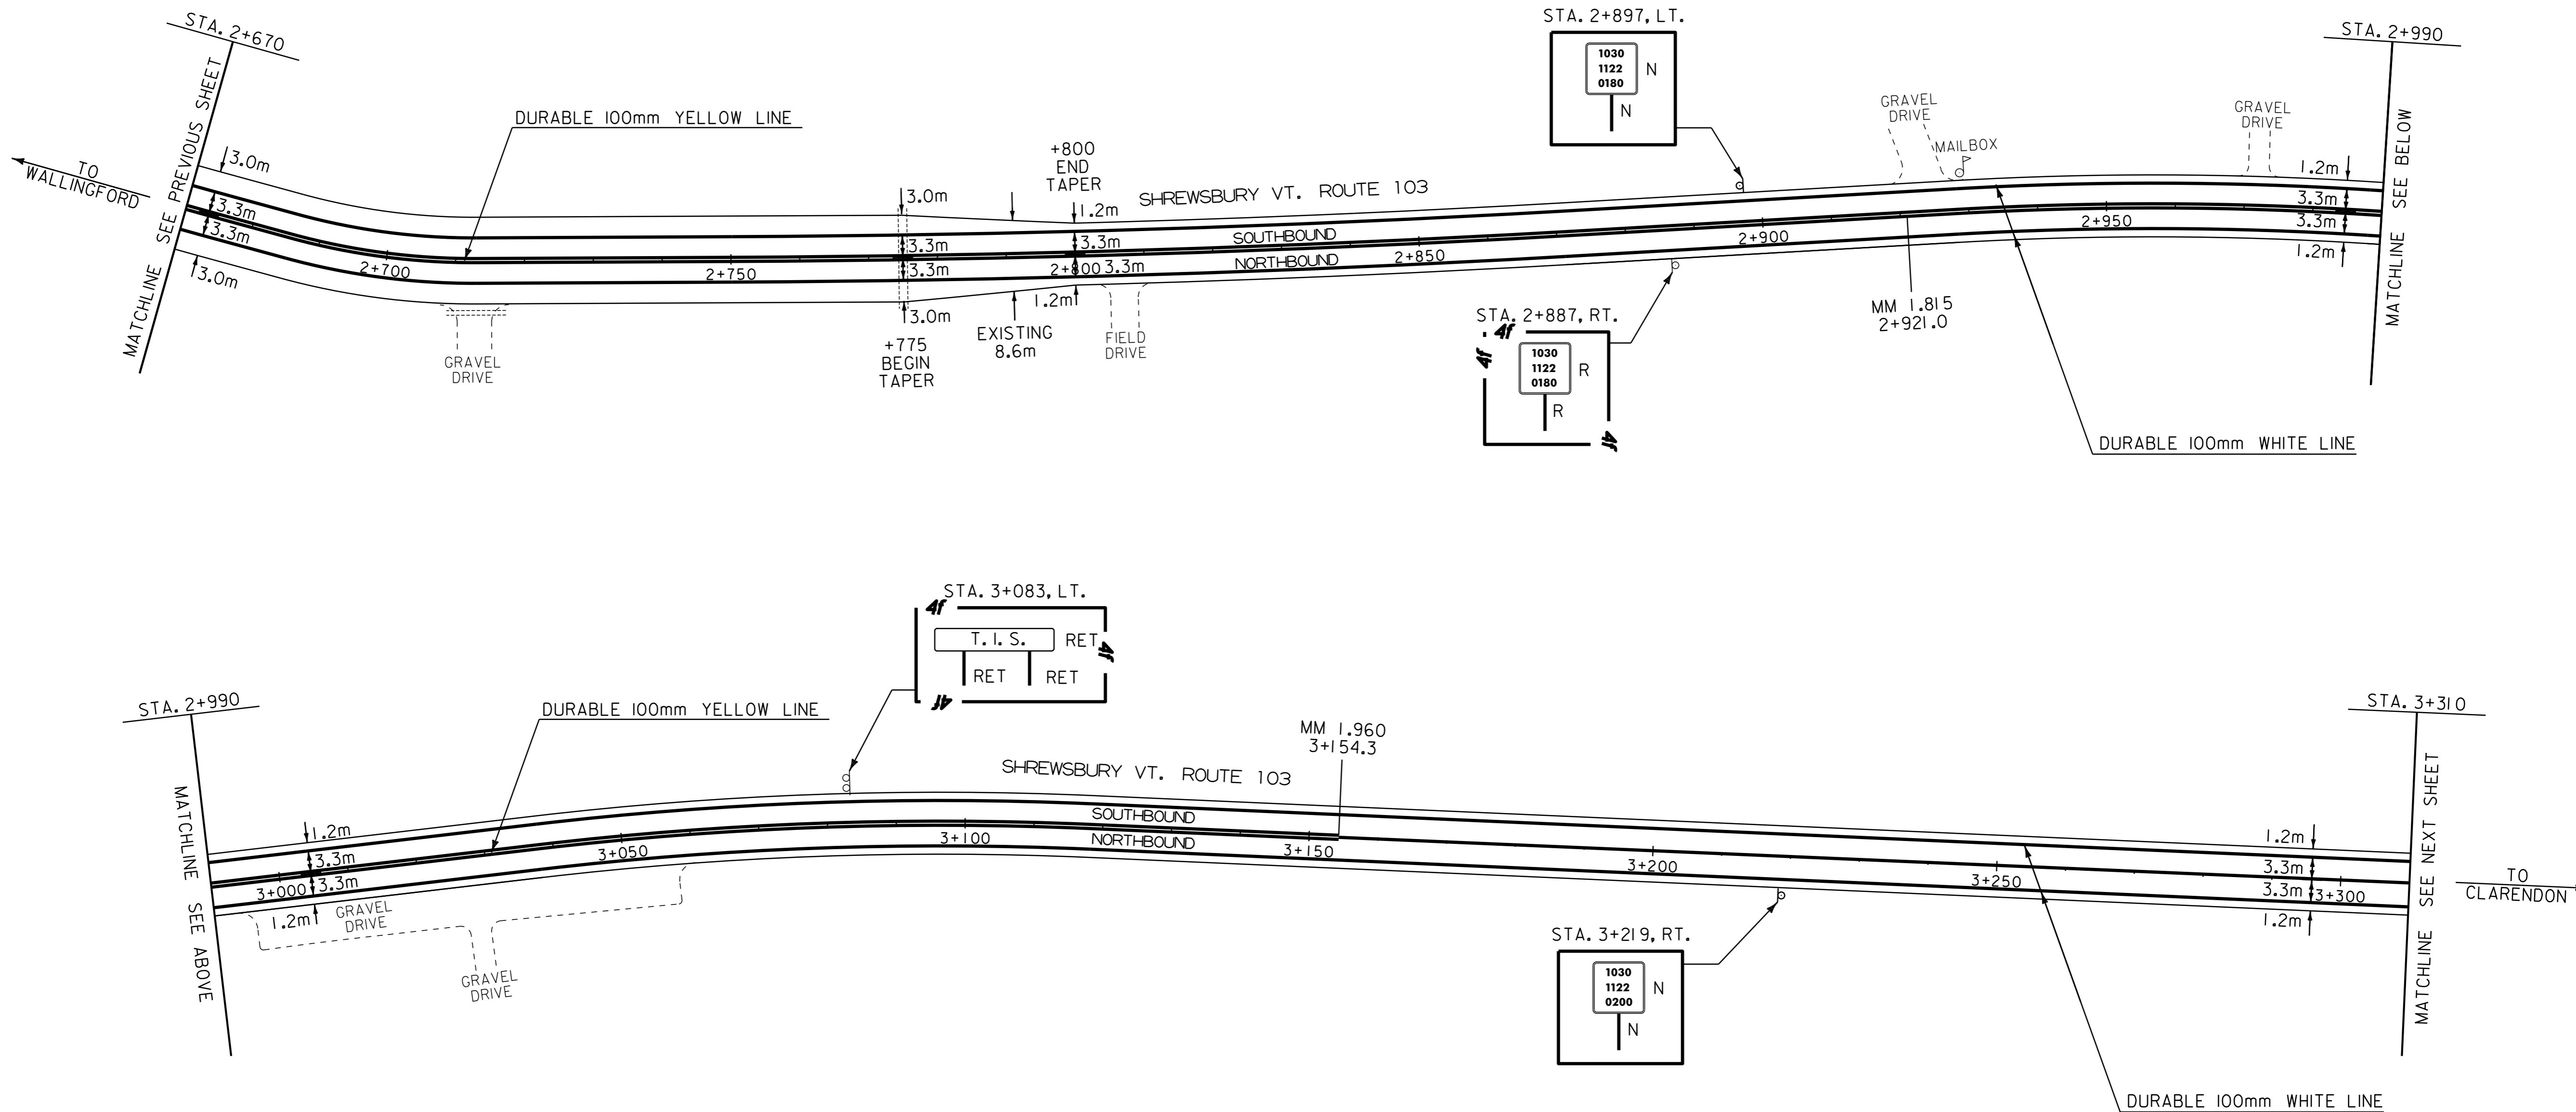 STA. 2+670
MATCHLINE SEE PREVIOUS SHEET
TO
WALLINGFORD
3.0m
3.3m
3.3m
3.0m
DURABLE 100mm YELLOW LINE
2+700
GRAVEL
DRIVE
2+750
3.0m
3.3m
3.3m
3.0m
+775
BEGIN
TAPER
EXISTING
8.6m
+800
END
TAPER
1.2m
3.3m
2+800
3.3m
1.2m
FIELD
DRIVE
SHREWSBURY VT. ROUTE 103
SOUTHBOUND
NORTHBOUND
2+850
STA. 2+897, LT.
1030
1122
0180
N
N
STA. 2+887, RT.
4f
4f
1030
1122
0180
R
R
4f
2+900
GRAVEL
DRIVE
MAILBOX
MM 1.815
2+921.0
2+950
GRAVEL
DRIVE
DURABLE 100mm WHITE LINE
1.2m
3.3m
3.3m
1.2m
STA. 2+990
MATCHLINE SEE BELOW
STA. 2+990
MATCHLINE SEE ABOVE
1.2m
3.3m
3+000
3.3m
1.2m
GRAVEL
DRIVE
GRAVEL
DRIVE
DURABLE 100mm YELLOW LINE
3+050
STA. 3+083, LT.
4f
T.I.S.
RET
4f
RET
RET
4f
SHREWSBURY VT. ROUTE 103
SOUTHBOUND
NORTHBOUND
3+100
MM 1.960
3+154.3
3+150
3+200
STA. 3+219, RT.
1030
1122
0200
N
N
3+250
DURABLE 100mm WHITE LINE
1.2m
3.3m
3.3m
3+300
1.2m
STA. 3+310
MATCHLINE SEE NEXT SHEET
TO
CLARENDON